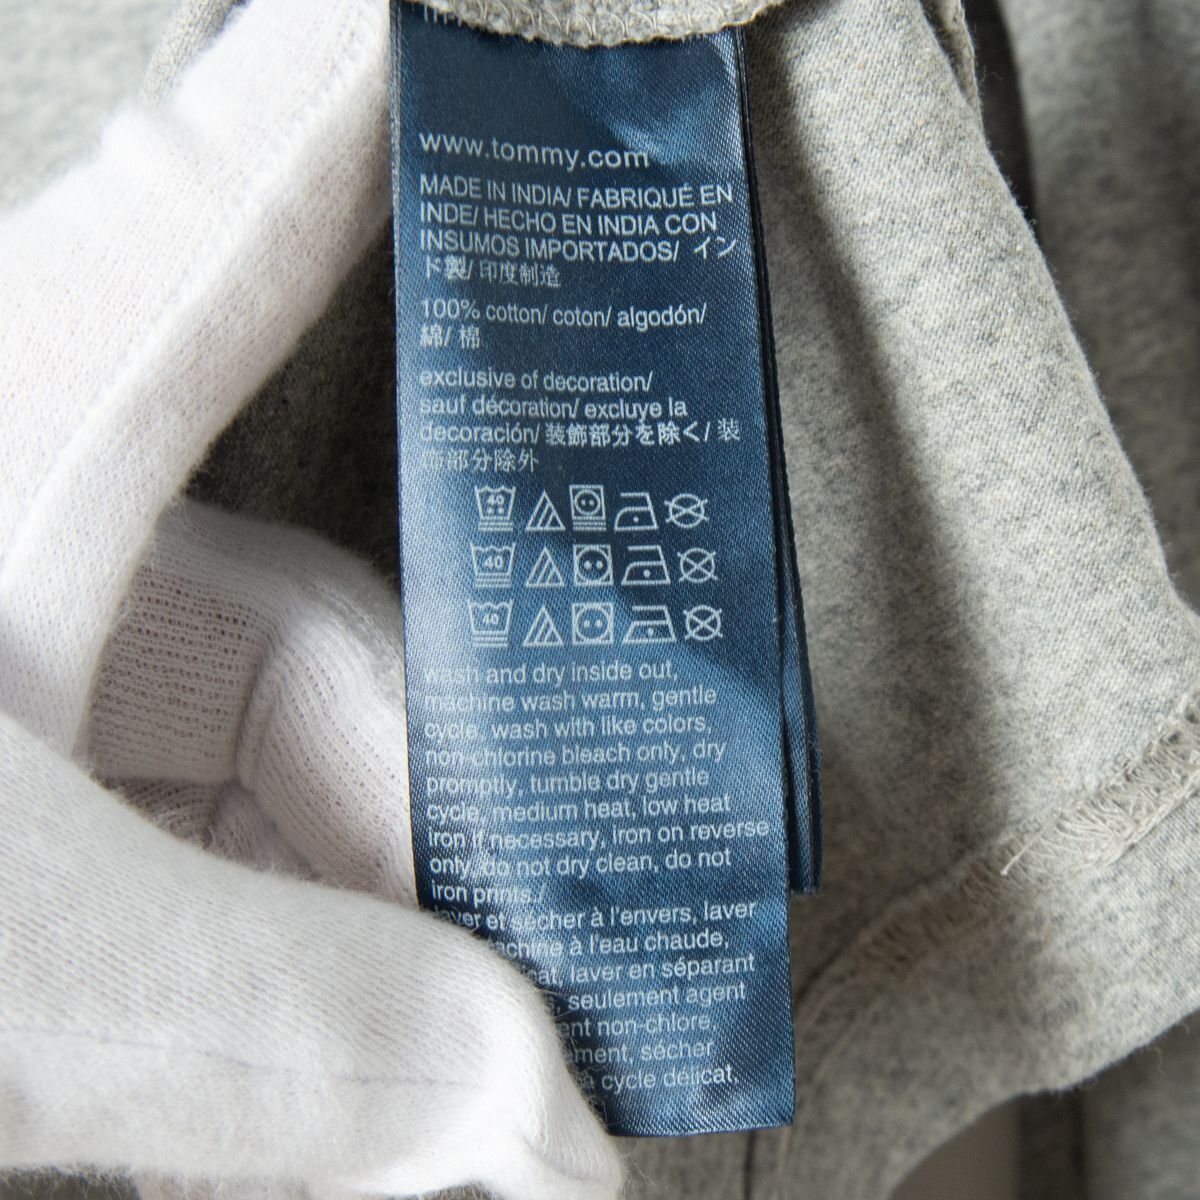 www.tommy.com
MADE IN INDIA/ FABRIQUÉ EN
INDE/ HECHO EN INDIA CON
INSUMOS IMPORTADOS/ イン
ド製/ 印度制造
100% cotton/ coton/ algodón/
綿/ 棉
exclusive of decoration/
sauf décoration/ excluye la
decoración/ 装飾部分を除く/ 装
饰部分除外
40
40
40
wash and dry inside out,
machine wash warm, gentle
cycle, wash with like colors,
non-chlorine bleach only, dry
promptly, tumble dry gentle
cycle, medium heat, low heat
iron if necessary, iron on reverse
only, do not dry clean, do not
iron prints./
laver et sécher à l'envers, laver
à l'eau chaude,
laver en séparant
seulement agent
non-chlore,
sécher
cycle délicat,